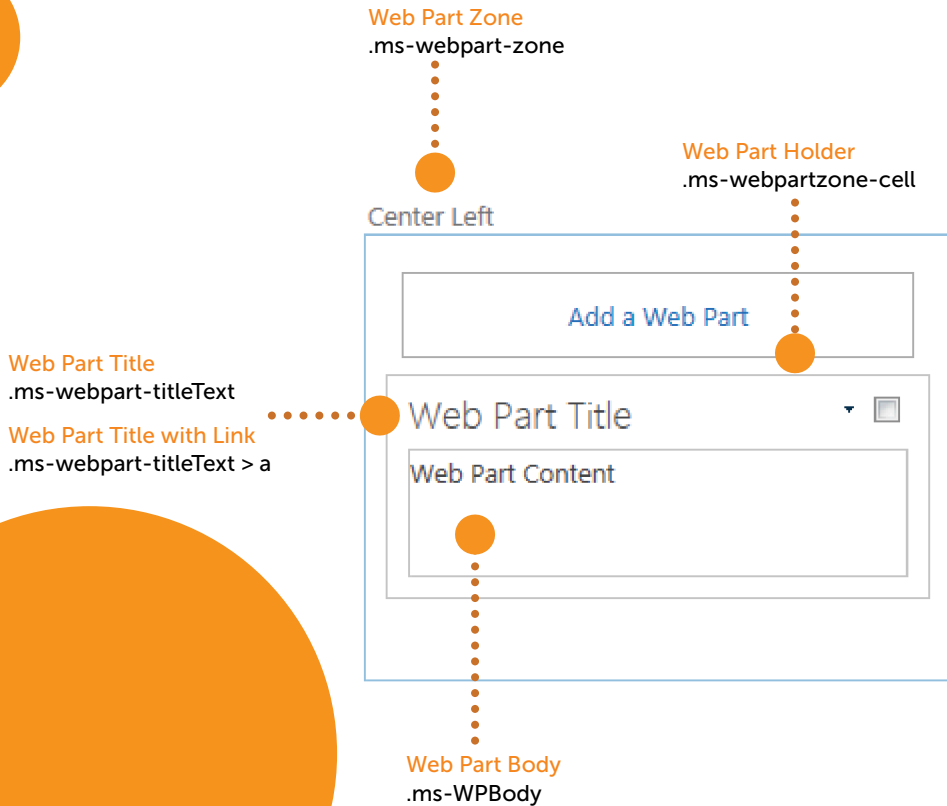 Web Part Zone
.ms-webpart-zone
Web Part Holder
.ms-webpartzone-cell
Center Left
Add a Web Part
Web Part Title
.ms-webpart-titleText
Web Part Title with Link
.ms-webpart-titleText > a
Web Part Title
Web Part Content
Web Part Body
.ms-WPBody